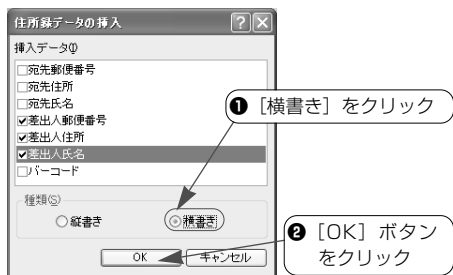 住所録データの挿入
挿入データ(I)
宛先郵便番号
宛先住所
宛先氏名
差出人郵便番号
差出人住所
差出人氏名
バーコード
❶ [横書き] をクリック
種類(S)
縦書き
横書き
❷ [OK] ボタン
をクリック
OK
キャンセル